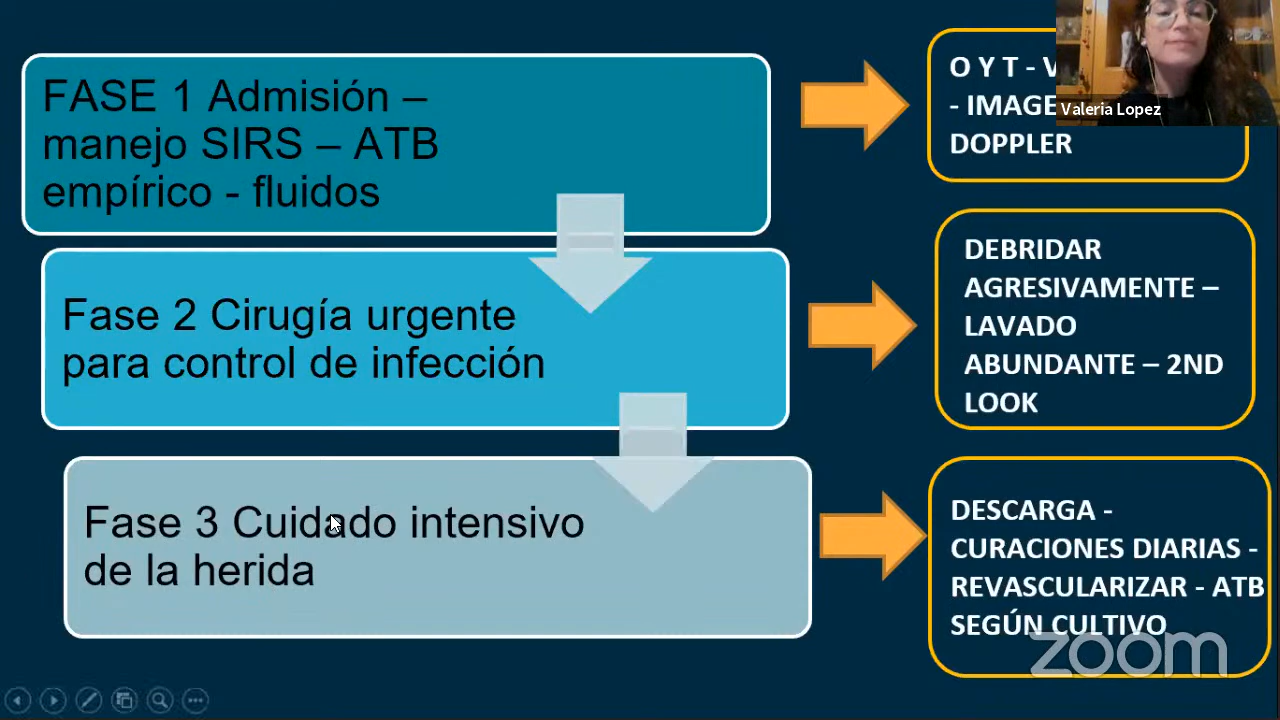 FASE 1 Admisión –
manejo SIRS – ATB
empírico - fluidos
O Y T -
- IMAGE
DOPPLER
Valeria Lopez
Fase 2 Cirugía urgente
para control de infección
DEBRIDAR
AGRESIVAMENTE –
LAVADO
ABUNDANTE – 2ND
LOOK
Fase 3 Cuidado intensivo
de la herida
DESCARGA -
CURACIONES DIARIAS -
REVASCULARIZAR - ATB
SEGÚN CULTIVO
zoom